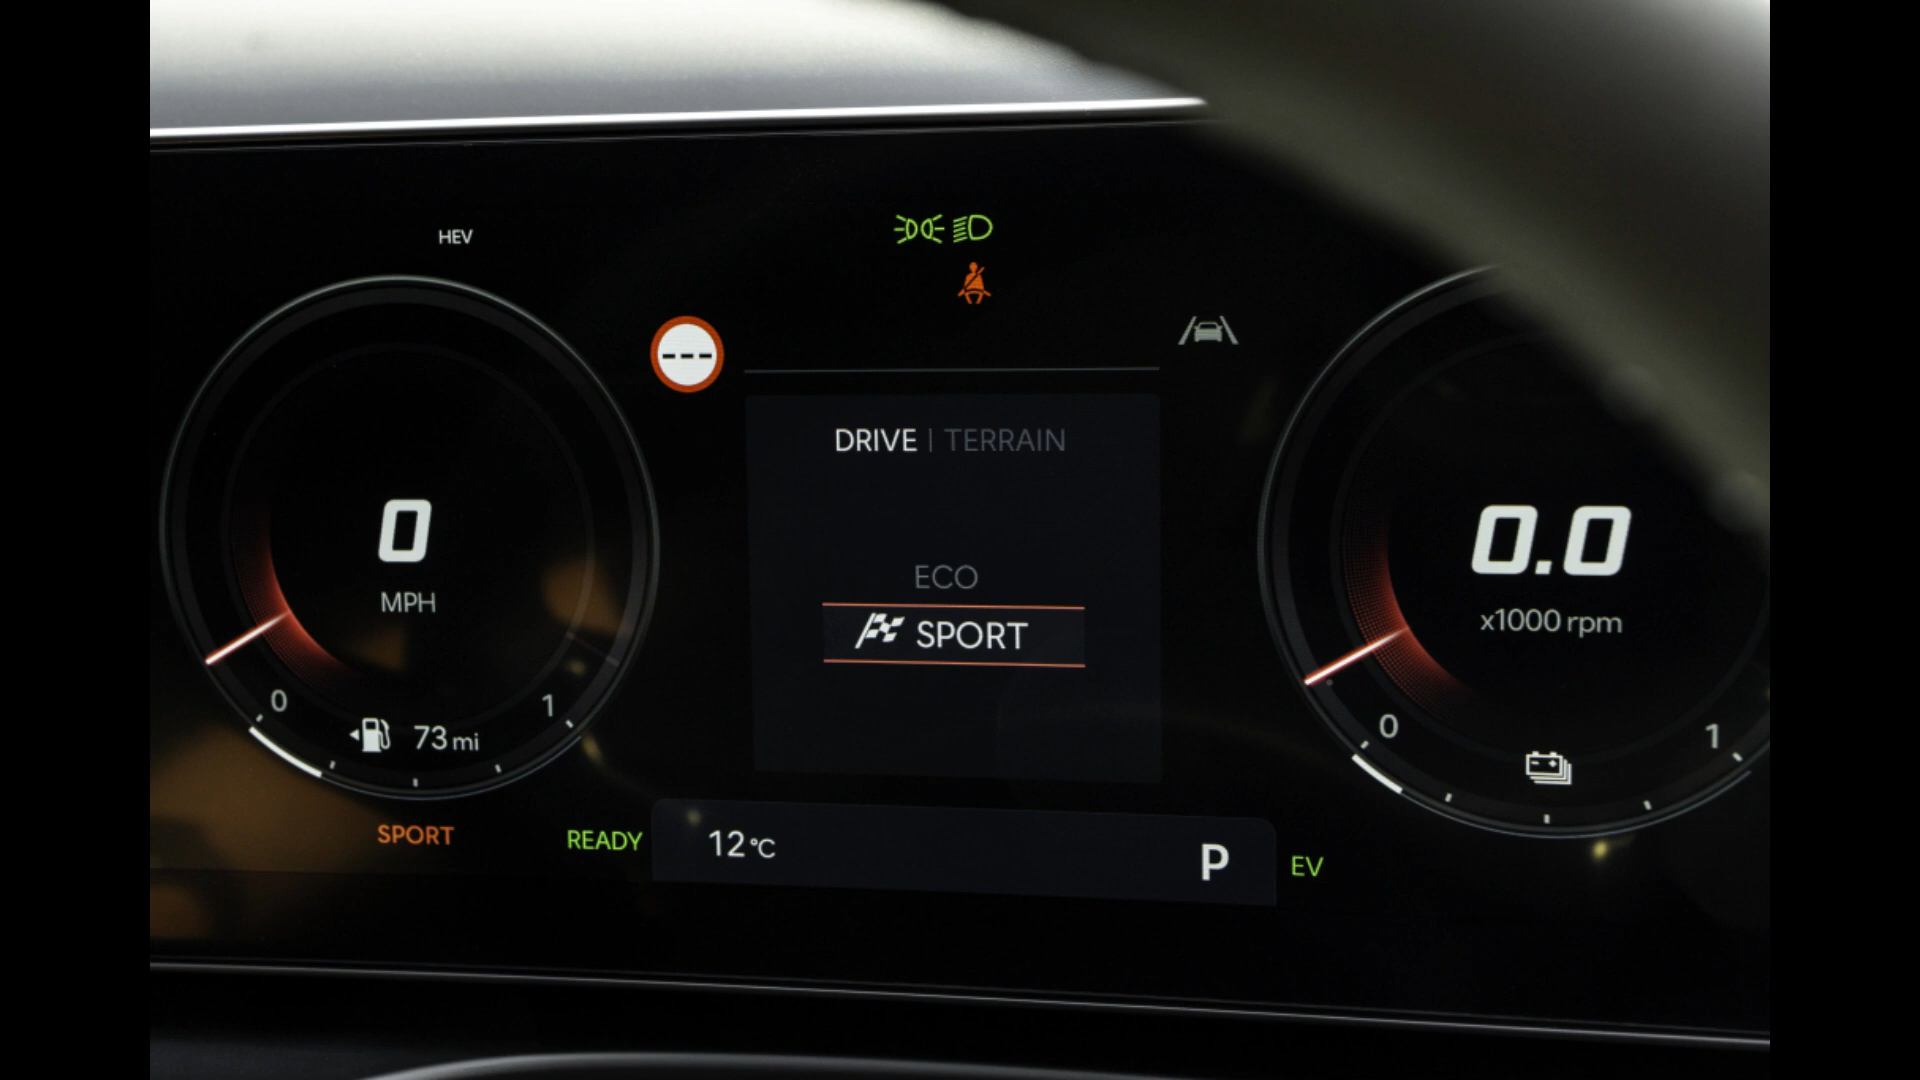 HEV
---
DRIVE | TERRAIN
0
MPH
0.0
x1000 rpm
ECO
SPORT
0
1
73 mi
0
1
SPORT
READY
12°C
P
EV